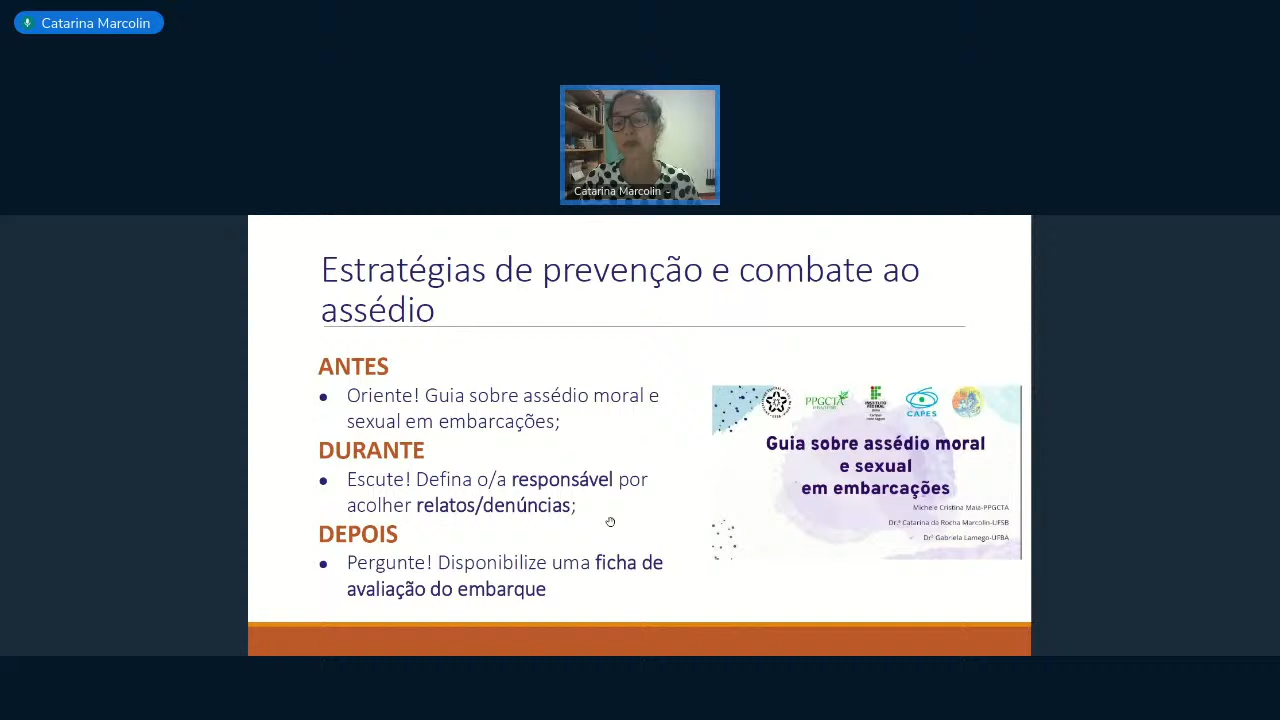 Catarina Marcolin
Catarina Marcolin
Estratégias de prevenção e combate ao
assédio
ANTES
● Oriente! Guia sobre assédio moral e
sexual em embarcações;
DURANTE
● Escute! Defina o/a responsável por
acolher relatos/denúncias;
DEPOIS
● Pergunte! Disponibilize uma ficha de
avaliação do embarque
PPGCTA
INSTITUTO
FEDERAL
CAPES
Guia sobre assédio moral
e sexual
em embarcações
Michele Cristina Maia-PPGCTA
Dr.ª Catarina da Rocha Marcolin-UFSB
Drª Gabriela Lamego-UFBA